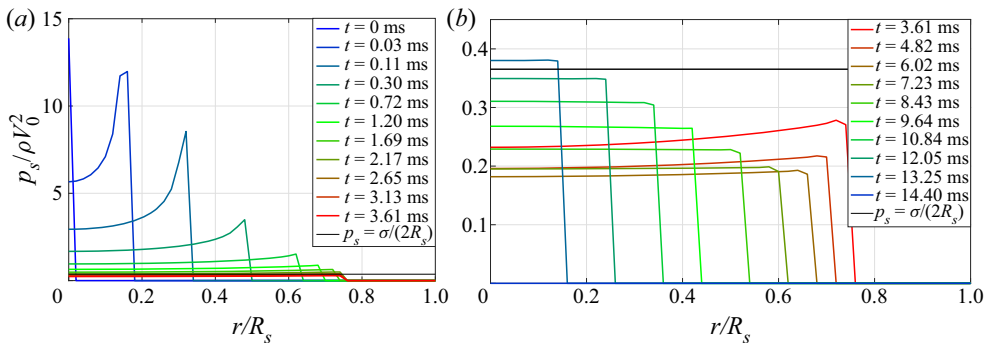 (a)
15
10
5
0
0
0.2
0.4
0.6
0.8
1.0
p_s/ρV_0^2
r/R_s
t = 0 ms
t = 0.03 ms
t = 0.11 ms
t = 0.30 ms
t = 0.72 ms
t = 1.20 ms
t = 1.69 ms
t = 2.17 ms
t = 2.65 ms
t = 3.13 ms
t = 3.61 ms
p_s = σ/(2R_s)
(b)
0.4
0.3
0.2
0.1
0.2
0.4
0.6
0.8
1.0
r/R_s
t = 3.61 ms
t = 4.82 ms
t = 6.02 ms
t = 7.23 ms
t = 8.43 ms
t = 9.64 ms
t = 10.84 ms
t = 12.05 ms
t = 13.25 ms
t = 14.40 ms
p_s = σ/(2R_s)